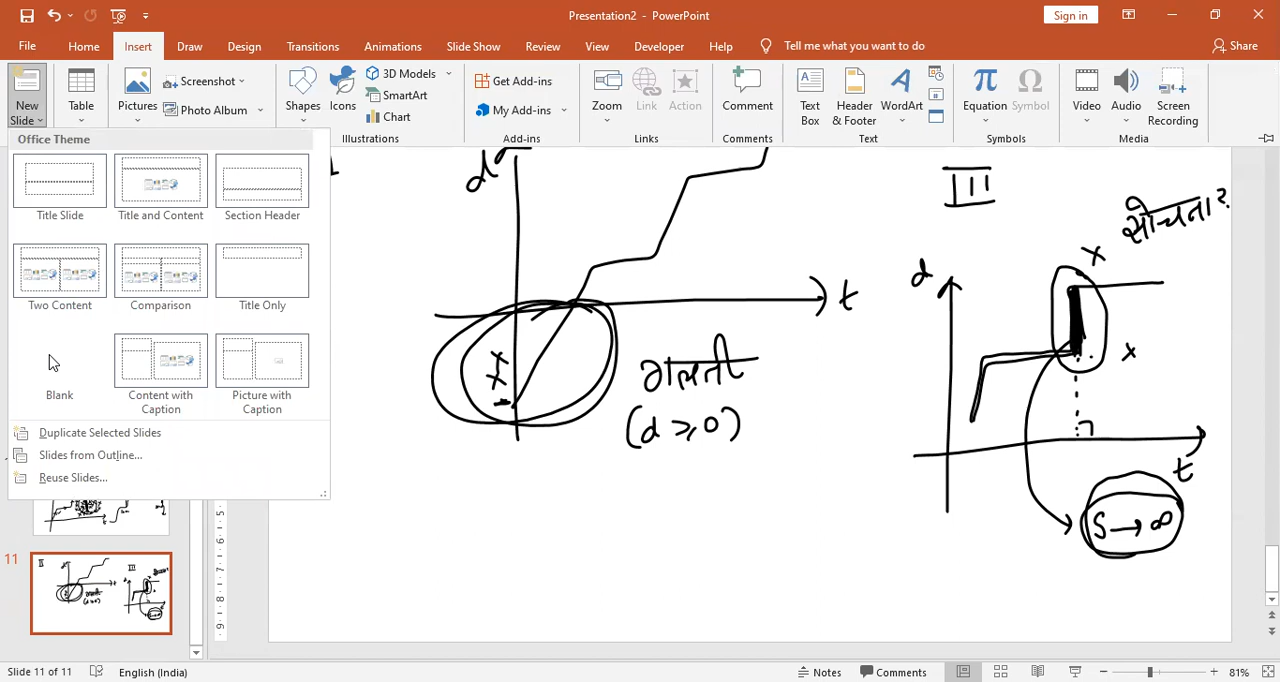 Presentation2 - PowerPoint
Sign in
File
Home
Insert
Draw
Design
Transitions
Animations
Slide Show
Review
View
Developer
Help
Tell me what you want to do
Share
New Slide
Table
Pictures
Screenshot
Photo Album
Shapes
Icons
3D Models
SmartArt
Chart
Get Add-ins
My Add-ins
Zoom
Link
Action
Comment
Text Box
Header & Footer
WordArt
Equation
Symbol
Video
Audio
Screen Recording
Illustrations
Add-ins
Links
Comments
Text
Symbols
Media
Office Theme
Title Slide
Title and Content
Section Header
Two Content
Comparison
Title Only
Blank
Content with Caption
Picture with Caption
Duplicate Selected Slides
Slides from Outline...
Reuse Slides...
d
t
गलती
(d ≥ 0)
III
सोचना?
x
d
x
t
S → ∞
11
Slide 11 of 11
English (India)
Notes
Comments
81%